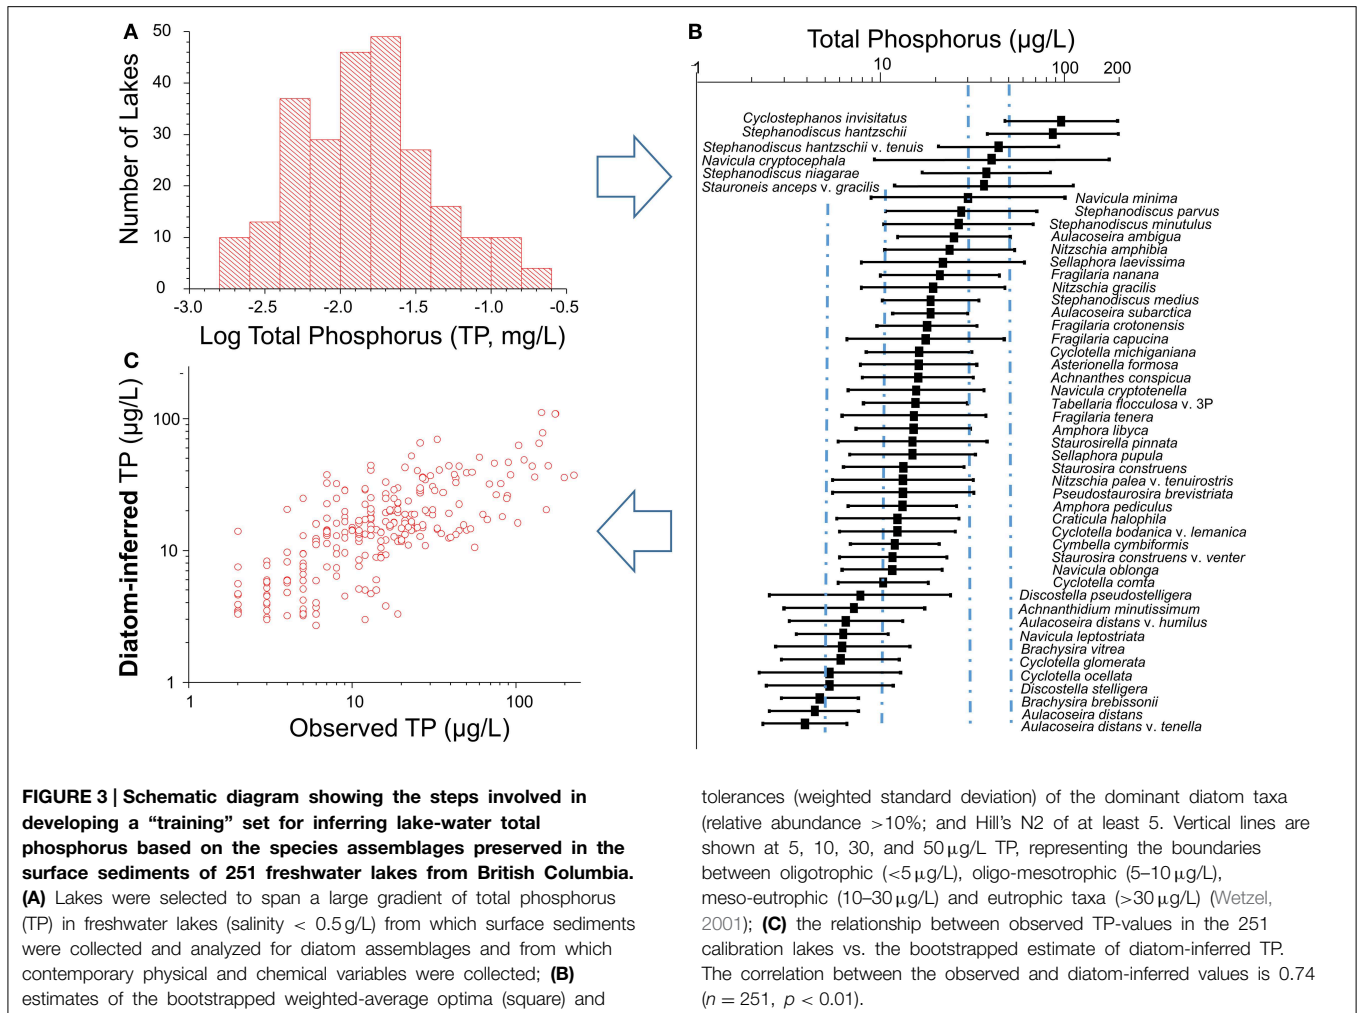 A
50
40
30
20
10
0
Number of Lakes
-3.0 -2.5 -2.0 -1.5 -1.0 -0.5
Log Total Phosphorus (TP, mg/L)
B
Total Phosphorus (µg/L)
1 10 100 200
Cyclostephanos invisitatus
Stephanodiscus hantzschii
Stephanodiscus hantzschii v. tenuis
Navicula cryptocephala
Stephanodiscus niagarae
Stauroneis anceps v. gracilis
Navicula minima
Stephanodiscus parvus
Stephanodiscus minutulus
Aulacoseira ambigua
Nitzschia amphibia
Sellaphora laevissima
Fragilaria nanana
Nitzschia gracilis
Stephanodiscus medius
Aulacoseira subarctica
Fragilaria crotonensis
Fragilaria capucina
Cyclotella michiganiana
Asterionella formosa
Achnanthes conspicua
Navicula cryptotenella
Tabellaria flocculosa v. 3P
Fragilaria tenera
Amphora libyca
Staurosirella pinnata
Sellaphora pupula
Staurosira construens
Nitzschia palea v. tenuirostris
Pseudostaurosira brevistriata
Amphora pediculus
Craticula halophila
Cyclotella bodanica v. lemanica
Cymbella cymbiformis
Staurosira construens v. venter
Navicula oblonga
Cyclotella comta
Discostella pseudostelligera
Achnanthidium minutissimum
Aulacoseira distans v. humilus
Navicula leptostriata
Brachysira vitrea
Cyclotella glomerata
Cyclotella ocellata
Discostella stelligera
Brachysira brebissonii
Aulacoseira distans
Aulacoseira distans v. tenella
C
Diatom-inferred TP (µg/L)
100
10
1
1 10 100
Observed TP (µg/L)
FIGURE 3 | Schematic diagram showing the steps involved in
developing a “training” set for inferring lake-water total
phosphorus based on the species assemblages preserved in the
surface sediments of 251 freshwater lakes from British Columbia.
(A) Lakes were selected to span a large gradient of total phosphorus
(TP) in freshwater lakes (salinity < 0.5 g/L) from which surface sediments
were collected and analyzed for diatom assemblages and from which
contemporary physical and chemical variables were collected; (B)
estimates of the bootstrapped weighted-average optima (square) and
tolerances (weighted standard deviation) of the dominant diatom taxa
(relative abundance >10%; and Hill’s N2 of at least 5. Vertical lines are
shown at 5, 10, 30, and 50 µg/L TP, representing the boundaries
between oligotrophic (<5 µg/L), oligo-mesotrophic (5–10 µg/L),
meso-eutrophic (10–30 µg/L) and eutrophic taxa (>30 µg/L) (Wetzel,
2001); (C) the relationship between observed TP-values in the 251
calibration lakes vs. the bootstrapped estimate of diatom-inferred TP.
The correlation between the observed and diatom-inferred values is 0.74
(n = 251, p < 0.01).